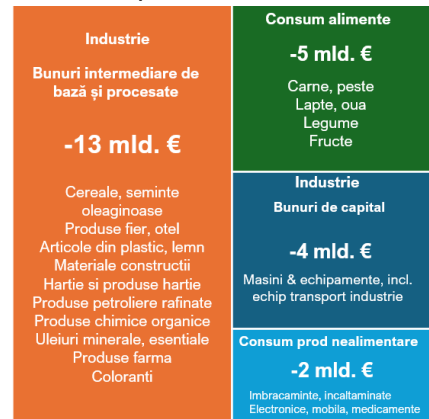 Industrie
Bunuri intermediare de
bază și procesate
-13 mld. €
Cereale, seminte
oleaginoase
Produse fier, otel
Articole din plastic, lemn
Materiale constructii
Hartie si produse hartie
Produse petroliere rafinate
Produse chimice organice
Uleiuri minerale, esentiale
Produse farma
Coloranti
Consum alimente
-5 mld. €
Carne, peste
Lapte, oua
Legume
Fructe
Industrie
Bunuri de capital
-4 mld. €
Masini & echipamente, incl.
echip transport industrie
Consum prod nealimentare
-2 mld. €
Imbracaminte, incaltaminte
Electronice, mobila, medicamente